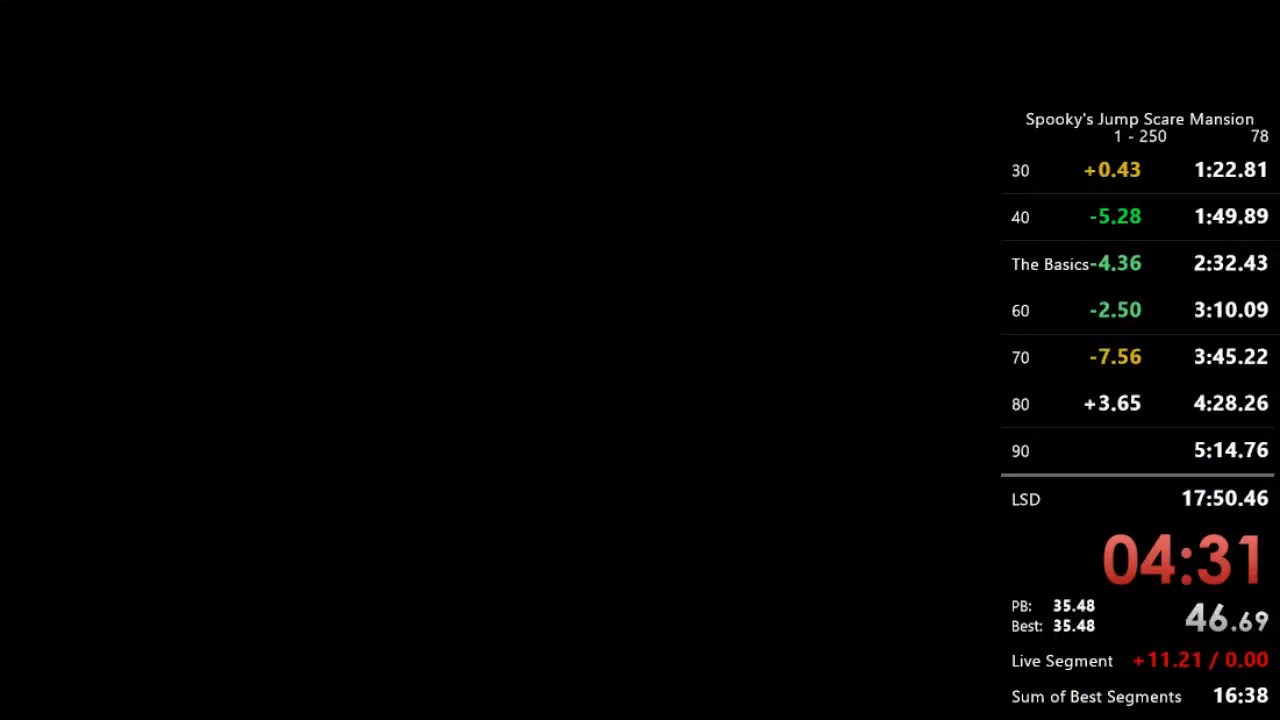 Spooky's Jump Scare Mansion
1 - 250 78
30 +0.43 1:22.81
40 -5.28 1:49.89
The Basics -4.36 2:32.43
60 -2.50 3:10.09
70 -7.56 3:45.22
80 +3.65 4:28.26
90 5:14.76
LSD 17:50.46
04:31
PB: 35.48 46.69
Best: 35.48
Live Segment +11.21 / 0.00
Sum of Best Segments 16:38